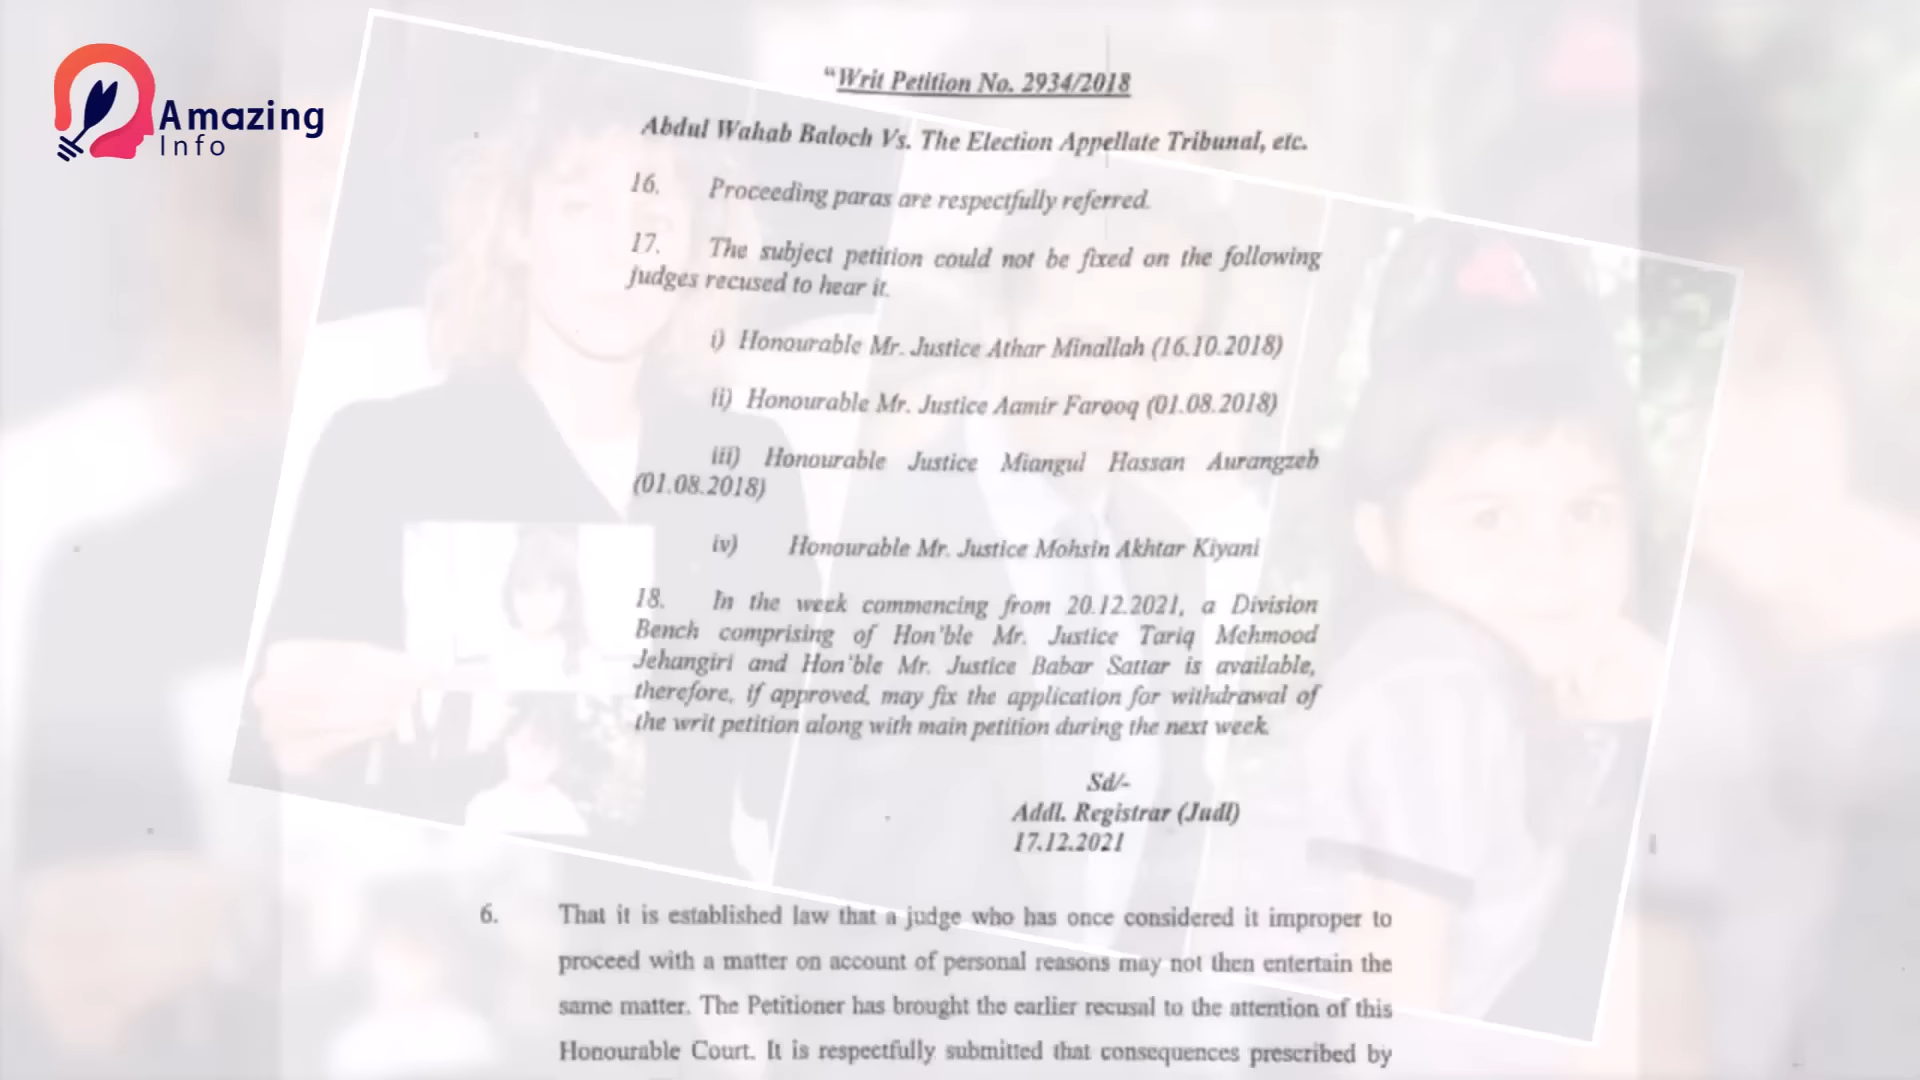 Amazing
Info
“Writ Petition No. 2934/2018
Abdul Wahab Baloch Vs. The Election Appellate Tribunal, etc.
16. Proceeding paras are respectfully referred.
17. The subject petition could not be fixed on the following
judges recused to hear it.
i) Honourable Mr. Justice Athar Minallah (16.10.2018)
ii) Honourable Mr. Justice Aamir Farooq (01.08.2018)
iii) Honourable Justice Miangul Hassan Aurangzeb
(01.08.2018)
iv) Honourable Mr. Justice Mohsin Akhtar Kiyani
18. In the week commencing from 20.12.2021, a Division
Bench comprising of Hon'ble Mr. Justice Tariq Mehmood
Jehangiri and Hon'ble Mr. Justice Babar Sattar is available,
therefore, if approved, may fix the application for withdrawal of
the writ petition along with main petition during the next week.
Sd/-
Addl. Registrar (Judl)
17.12.2021
6. That it is established law that a judge who has once considered it improper to
proceed with a matter on account of personal reasons may not then entertain the
same matter. The Petitioner has brought the earlier recusal to the attention of this
Honourable Court. It is respectfully submitted that consequences prescribed by